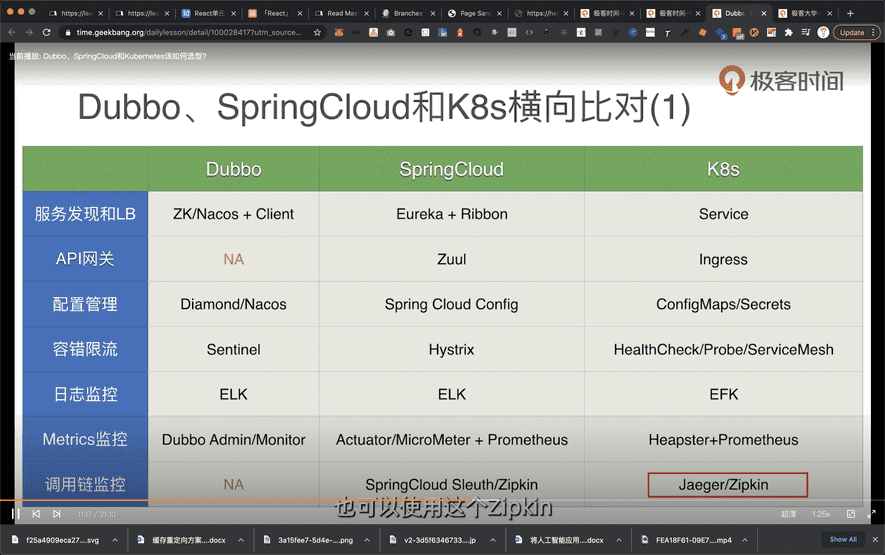 https://lea
https://lea
React单元
「React」
Read Mas
Branches
Page San
https://he
极客时间 -
极客时间 -
Dubbo
极客大学 -
time.geekbang.org/dailylesson/detail/100028417?utm_source...
Update
当前播放: Dubbo、SpringCloud和Kubernetes该如何选型?
极客时间
Dubbo、SpringCloud和K8s横向比对(1)
Dubbo SpringCloud K8s
服务发现和LB ZK/Nacos + Client Eureka + Ribbon Service
API网关 NA Zuul Ingress
配置管理 Diamond/Nacos Spring Cloud Config ConfigMaps/Secrets
容错限流 Sentinel Hystrix HealthCheck/Probe/ServiceMesh
日志监控 ELK ELK EFK
Metrics监控 Dubbo Admin/Monitor Actuator/MicroMeter + Prometheus Heapster+Prometheus
调用链监控 NA SpringCloud Sleuth/Zipkin Jaeger/Zipkin
也可以使用这个Zipkin
11:17 / 21:10 超清 1.25x
f25a4909eca27....svg
缓存重定向方案....docx
3a15fee7-5d4e-...png
v2-3d5f6346733....jp
将人工智能应用....docx
FEA18F61-09E7....mp4
Show All